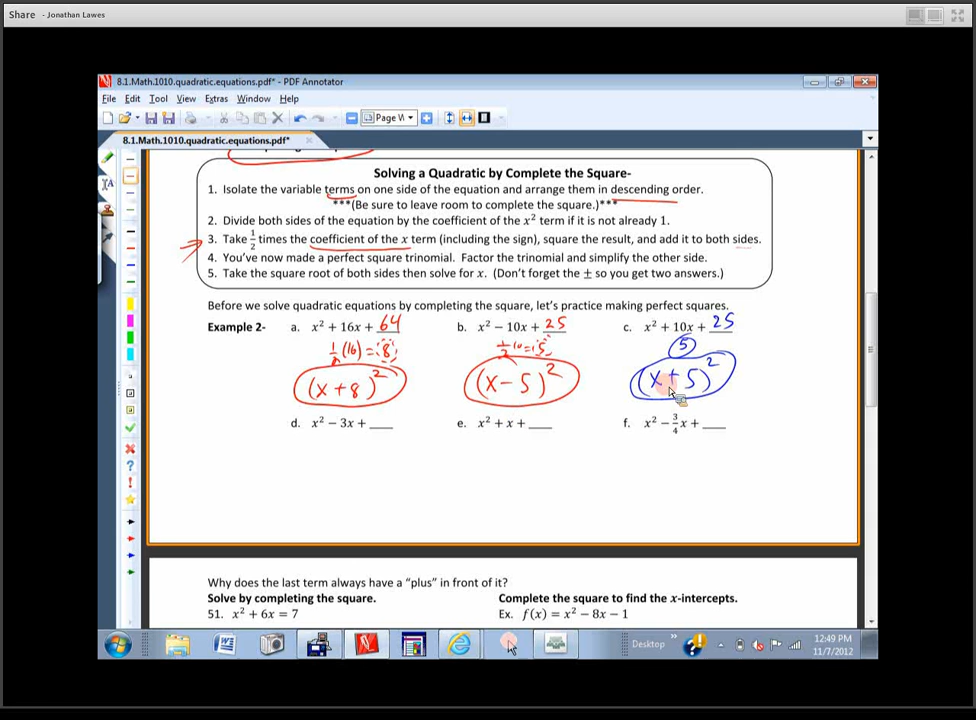 Share - Jonathan Lawes
8.1.Math.1010.quadratic.equations.pdf* - PDF Annotator
File Edit Tool View Extras Window Help
Page W
8.1.Math.1010.quadratic.equations.pdf*
Solving a Quadratic by Complete the Square-
1. Isolate the variable terms on one side of the equation and arrange them in descending order.
***(Be sure to leave room to complete the square.)***
2. Divide both sides of the equation by the coefficient of the x² term if it is not already 1.
3. Take 1/2 times the coefficient of the x term (including the sign), square the result, and add it to both sides.
4. You've now made a perfect square trinomial. Factor the trinomial and simplify the other side.
5. Take the square root of both sides then solve for x. (Don't forget the ± so you get two answers.)
Before we solve quadratic equations by completing the square, let's practice making perfect squares.
Example 2- a. x² + 16x + 64 b. x² − 10x + 25 c. x² + 10x + 25
1/2 (16) = 8 1/2 10 = 5 5
(x + 8)² (x − 5)² (x + 5)²
d. x² − 3x + ___ e. x² + x + ___ f. x² − 3/4 x + ___
Why does the last term always have a "plus" in front of it?
Solve by completing the square. Complete the square to find the x-intercepts.
51. x² + 6x = 7 Ex. f(x) = x² − 8x − 1
Desktop
12:49 PM
11/7/2012